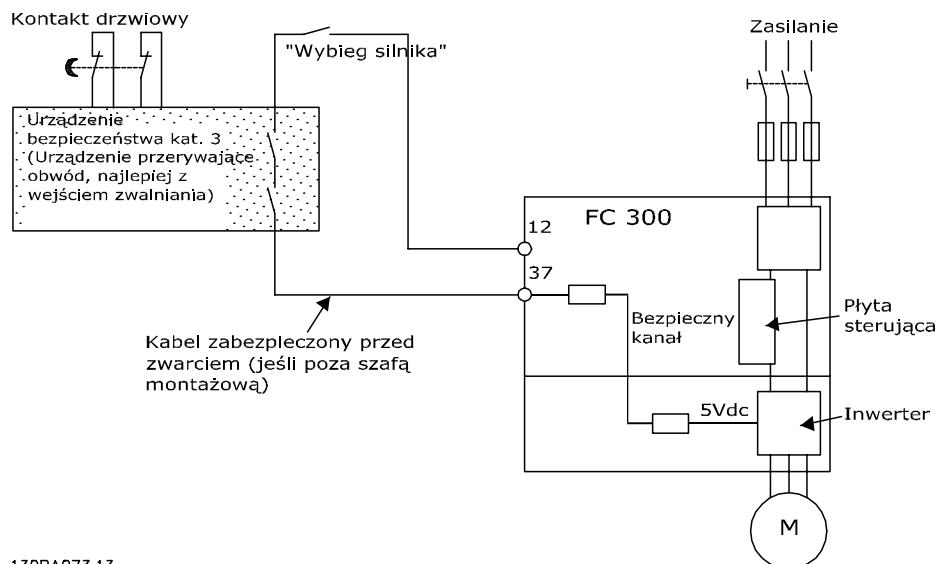 Kontakt drzwiowy
"Wybieg silnika"
Zasilanie
Urządzenie
bezpieczeństwa kat. 3
(Urządzenie przerywające
obwód, najlepiej z
wejściem zwalniania)
FC 300
12
37
Bezpieczny
kanał
Płyta
sterująca
Kabel zabezpieczony przed
zwarciem (jeśli poza szafą
montażową)
5Vdc
Inwerter
M